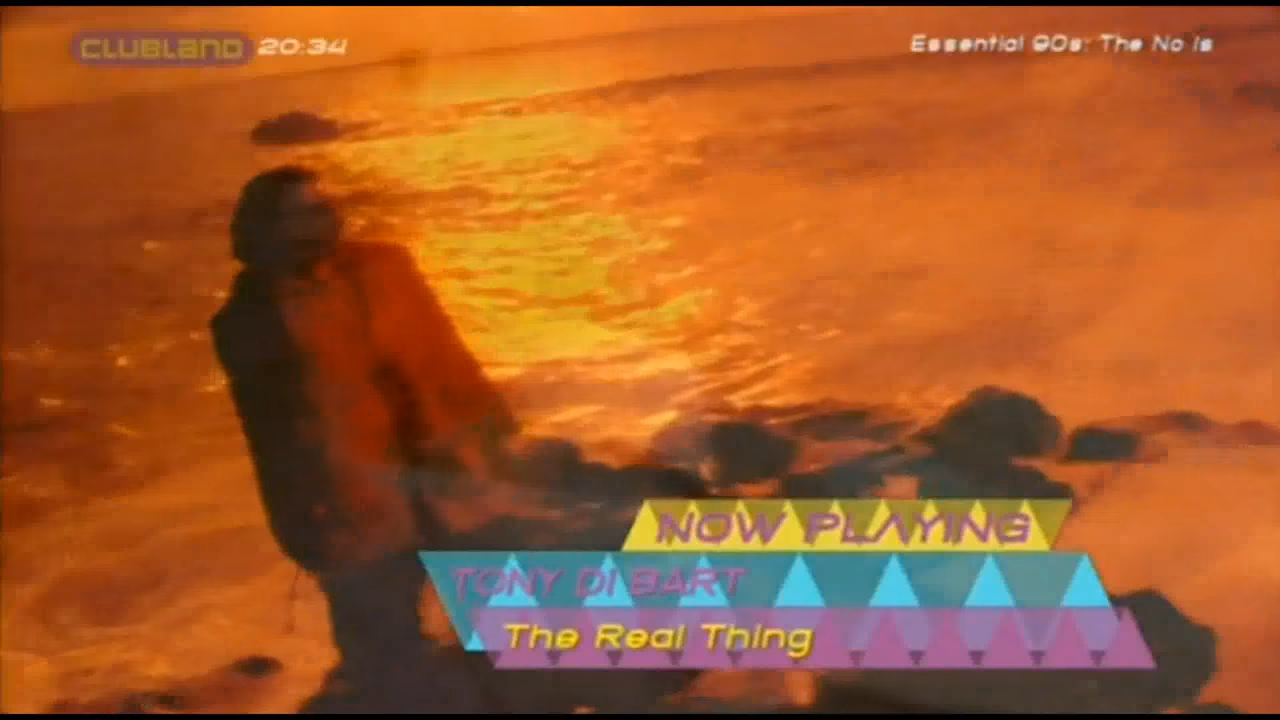 CLUBLAND 20:34
Essential 90s: The No 1s
NOW PLAYING
TONY DI BART
The Real Thing